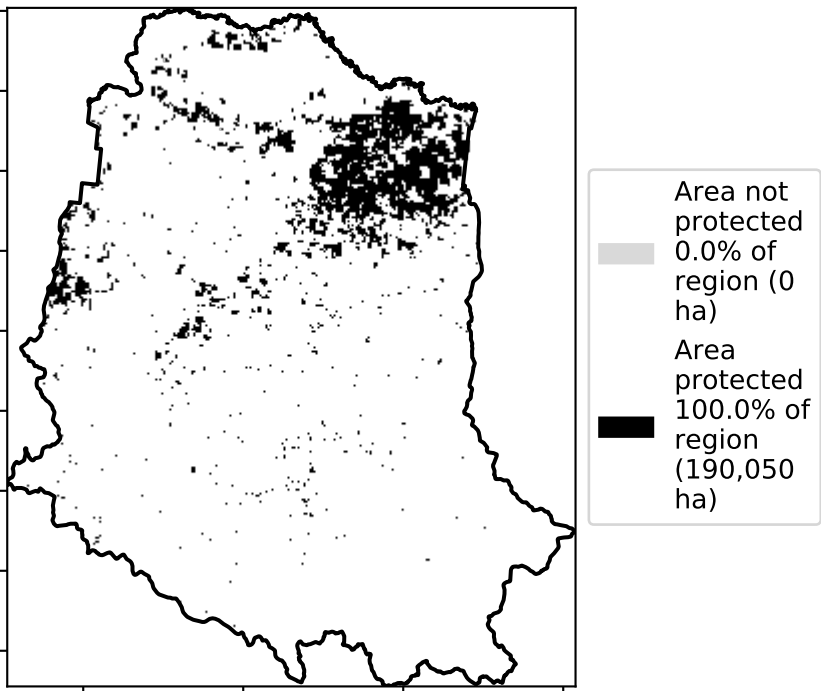 Area not
protected
0.0% of
region (0
ha)
Area
protected
100.0% of
region
(190,050
ha)